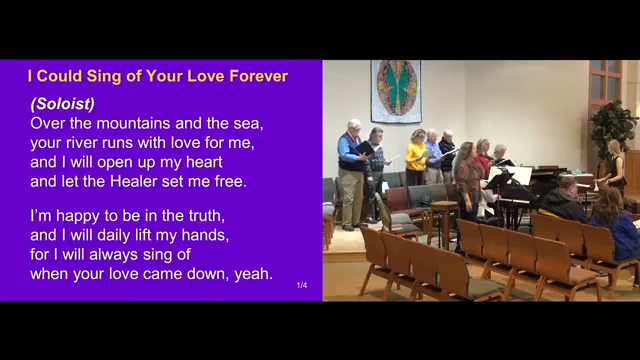 I Could Sing of Your Love Forever
(Soloist)
Over the mountains and the sea,
your river runs with love for me,
and I will open up my heart
and let the Healer set me free.
I'm happy to be in the truth,
and I will daily lift my hands,
for I will always sing of
when your love came down, yeah.
1/4